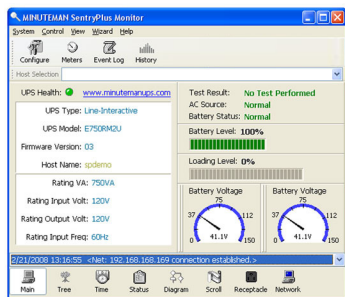 MINUTEMAN SentryPlus Monitor
System Control View Wizard Help
Configure Meters Event Log History
Host Selection
UPS Health: www.minutemanups.com
UPS Type: Line-Interactive
UPS Model: E750RM2U
Firmware Version: 03
Host Name: spdemo
Rating VA: 750VA
Rating Input Volt: 120V
Rating Output Volt: 120V
Rating Input Freq: 60Hz
Test Result: No Test Performed
AC Source: Normal
Battery Status: Normal
Battery Level: 100%
Loading Level: 0%
Battery Voltage
75
37 112
0 41.1V 150
Battery Voltage
75
37 112
0 41.1V 150
2/21/2008 13:16:55 <Net: 192.168.168.169 connection established.>
Main Tree Time Status Diagram Scroll Receptacle Network